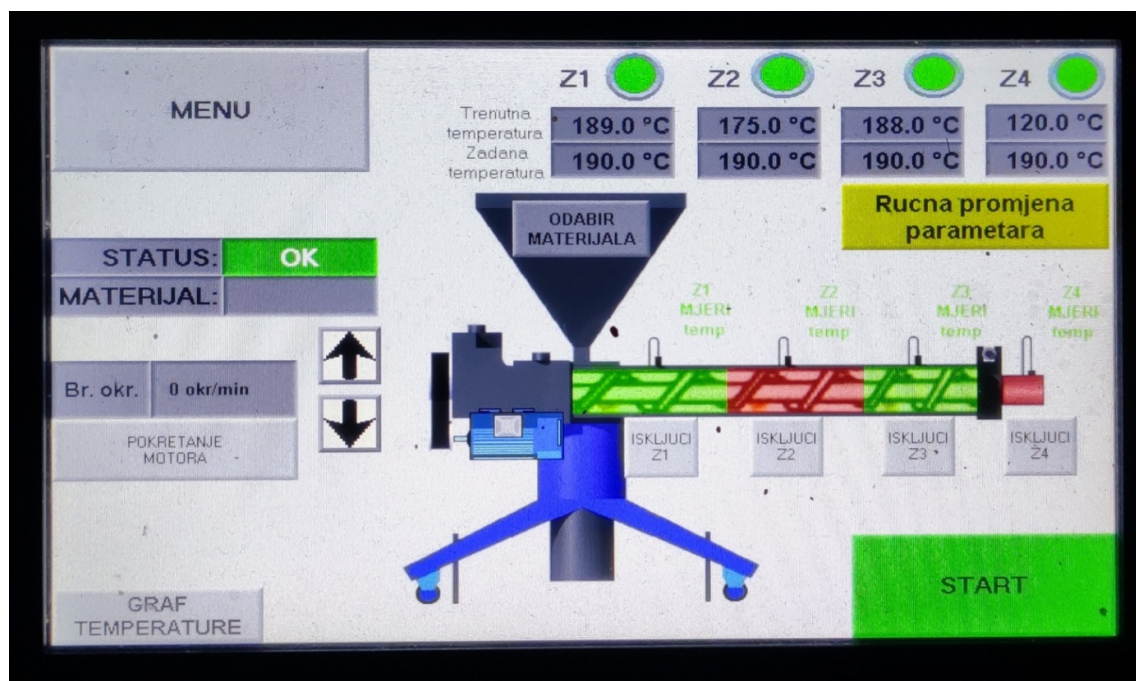 MENU
Z1
Z2
Z3
Z4
Trenutna
temperatura
189.0 °C
175.0 °C
188.0 °C
120.0 °C
Zadana
temperatura
190.0 °C
190.0 °C
190.0 °C
190.0 °C
Rucna promjena
parametara
ODABIR
MATERIJALA
STATUS:
OK
MATERIJAL:
Z1
MJERI
temp
Z2
MJERI
temp
Z3
MJERI
temp
Z4
MJERI
temp
Br. okr.
0 okr/min
POKRETANJE
MOTORA
ISKLJUCI
Z1
ISKLJUCI
Z2
ISKLJUCI
Z3
ISKLJUCI
Z4
START
GRAF
TEMPERATURE